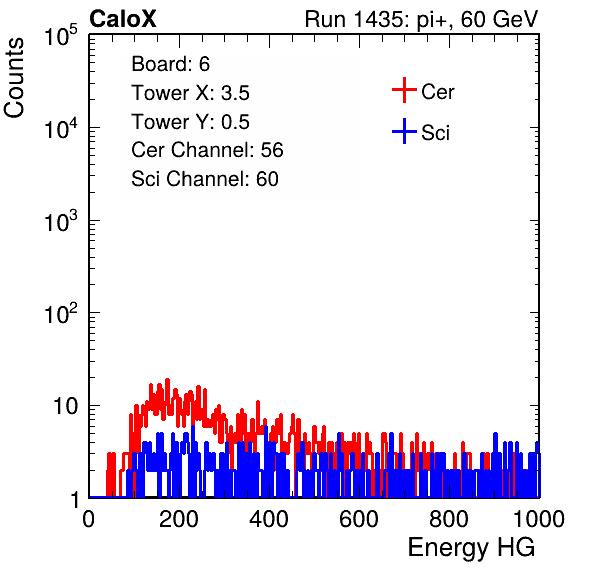 CaloX Run 1435: pi+, 60 GeV
Counts
Board: 6
Tower X: 3.5
Tower Y: 0.5
Cer Channel: 56
Sci Channel: 60
Cer
Sci
10^5
10^4
10^3
10^2
10
1
0 200 400 600 800 1000
Energy HG